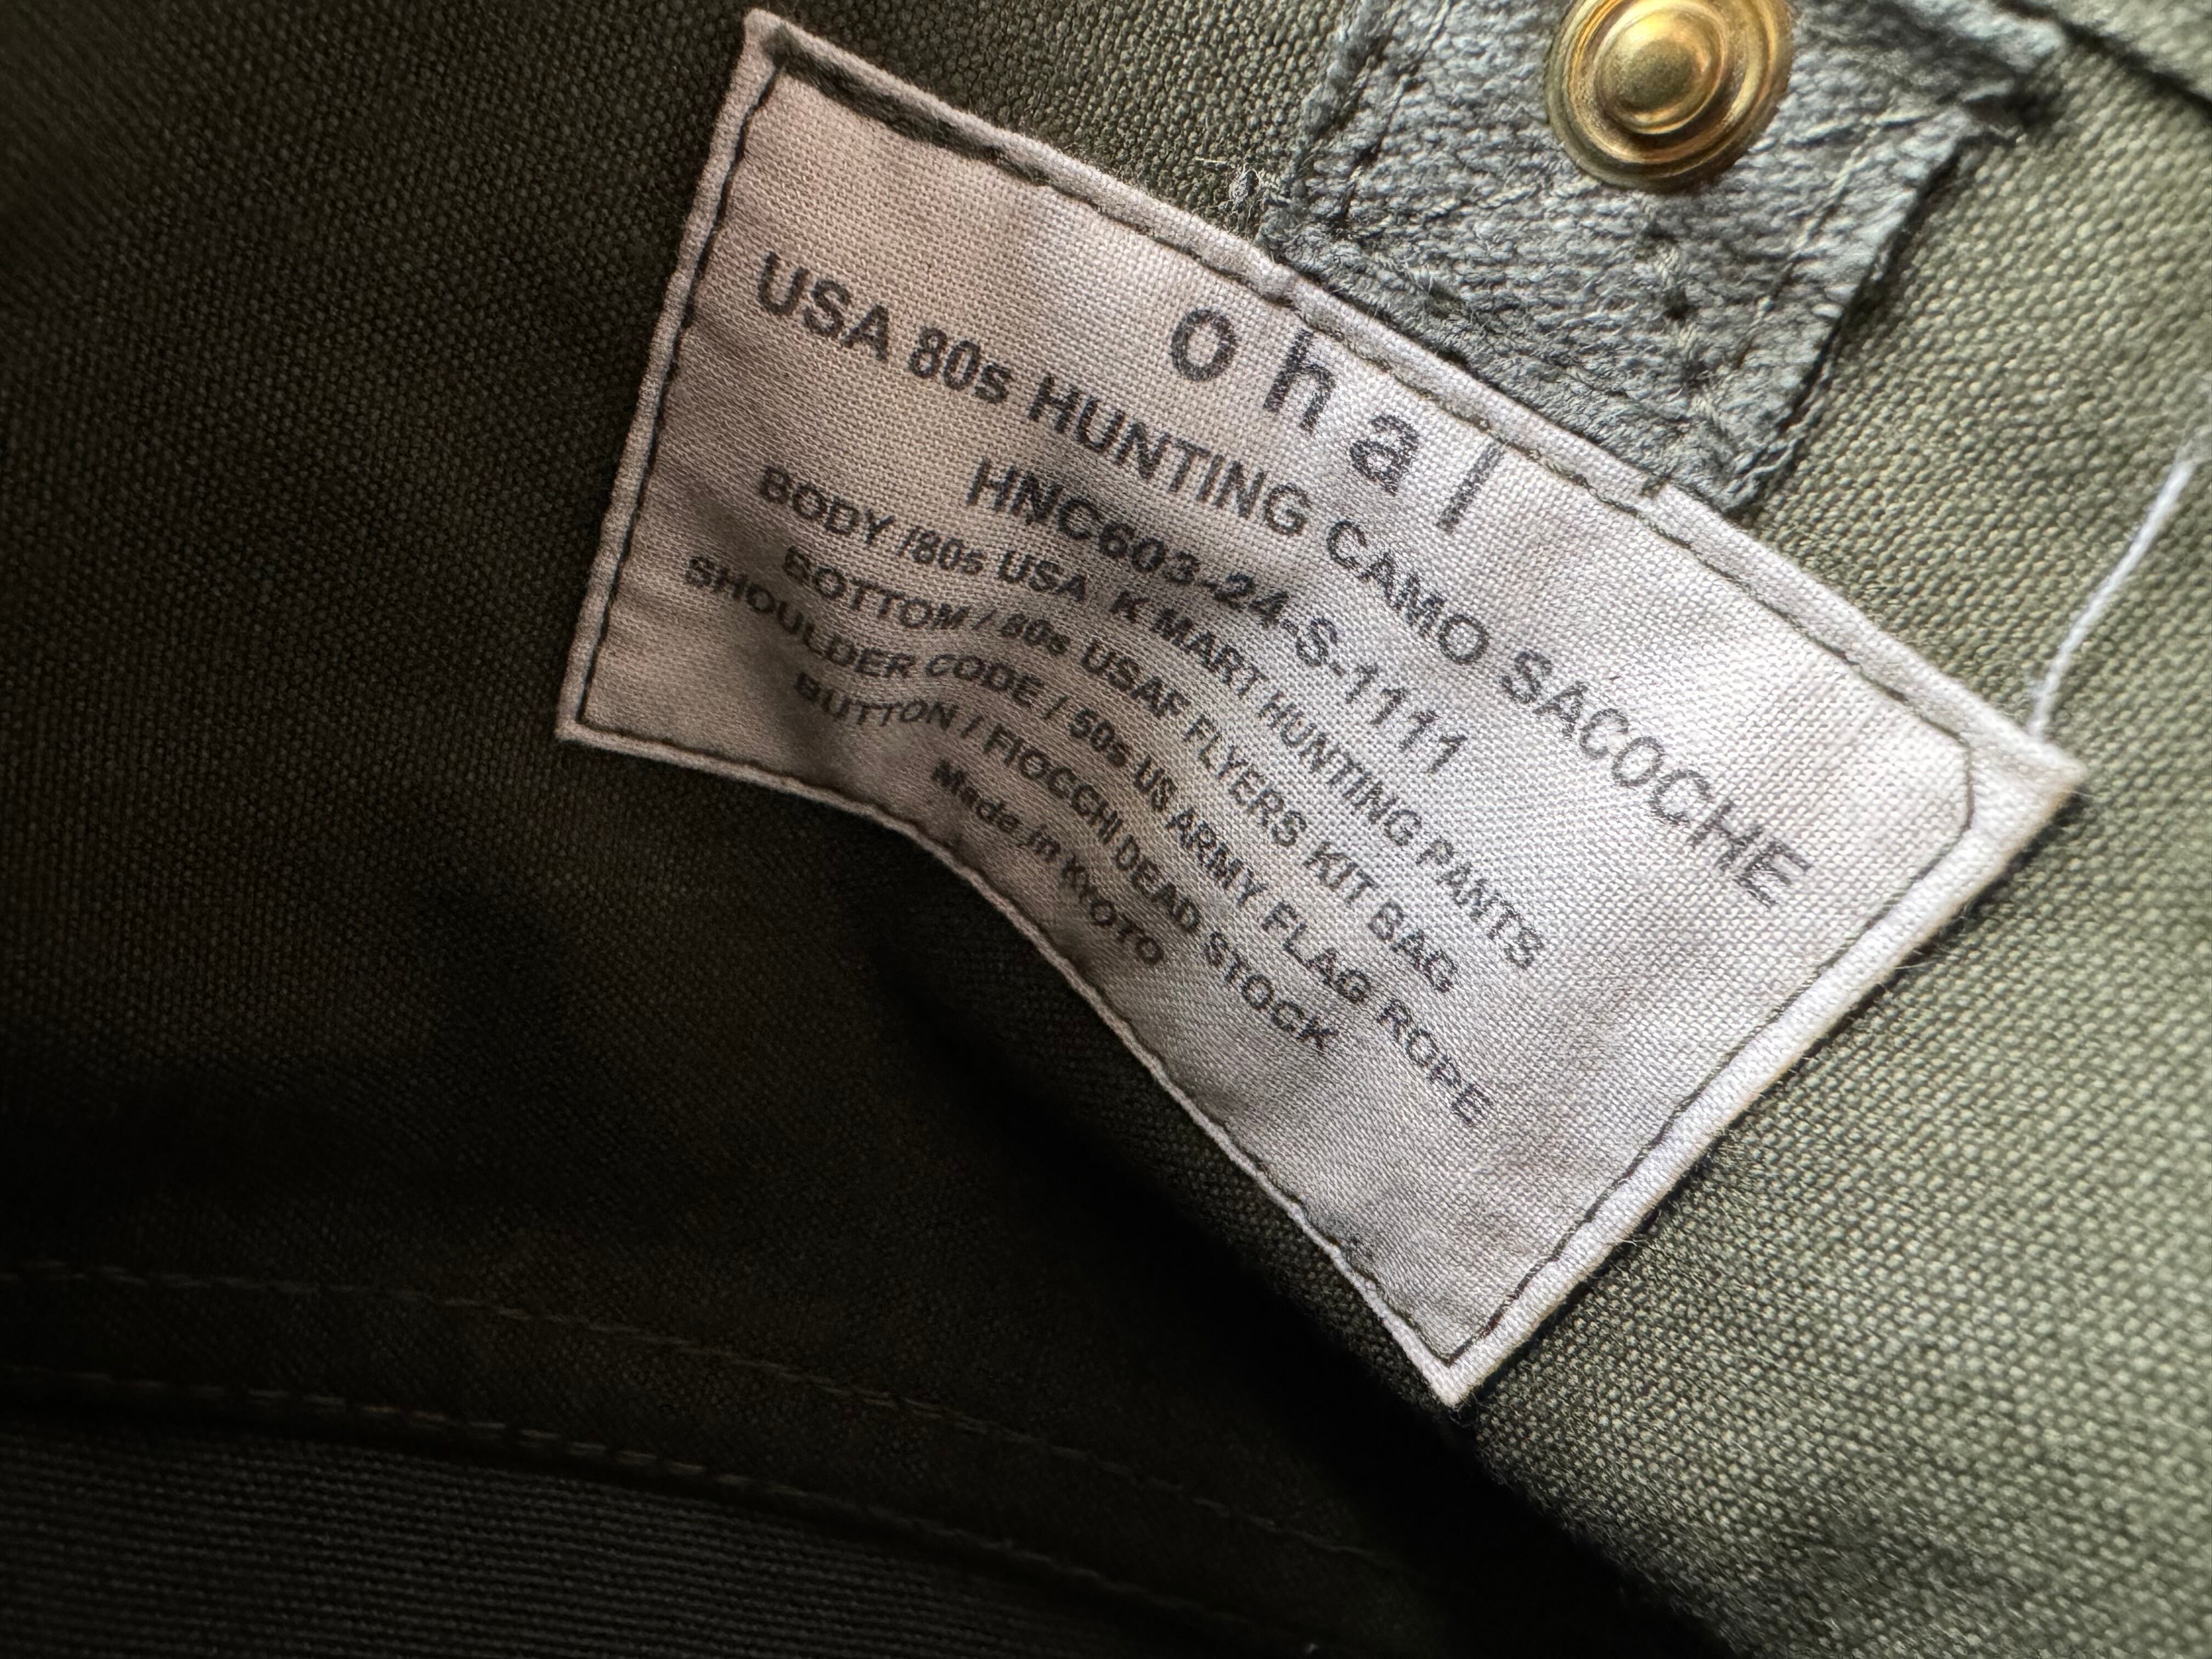 ohal
USA 80s HUNTING CAMO SACOCHE
HNC603-24-S-1111
BODY /80s USA K MART HUNTING PANTS
BOTTOM / 80s USAF FLYERS KIT BAG
SHOULDER CODE / 50s US ARMY FLAG ROPE
BUTTON / FIOCCHI DEAD STOCK
Made in KYOTO